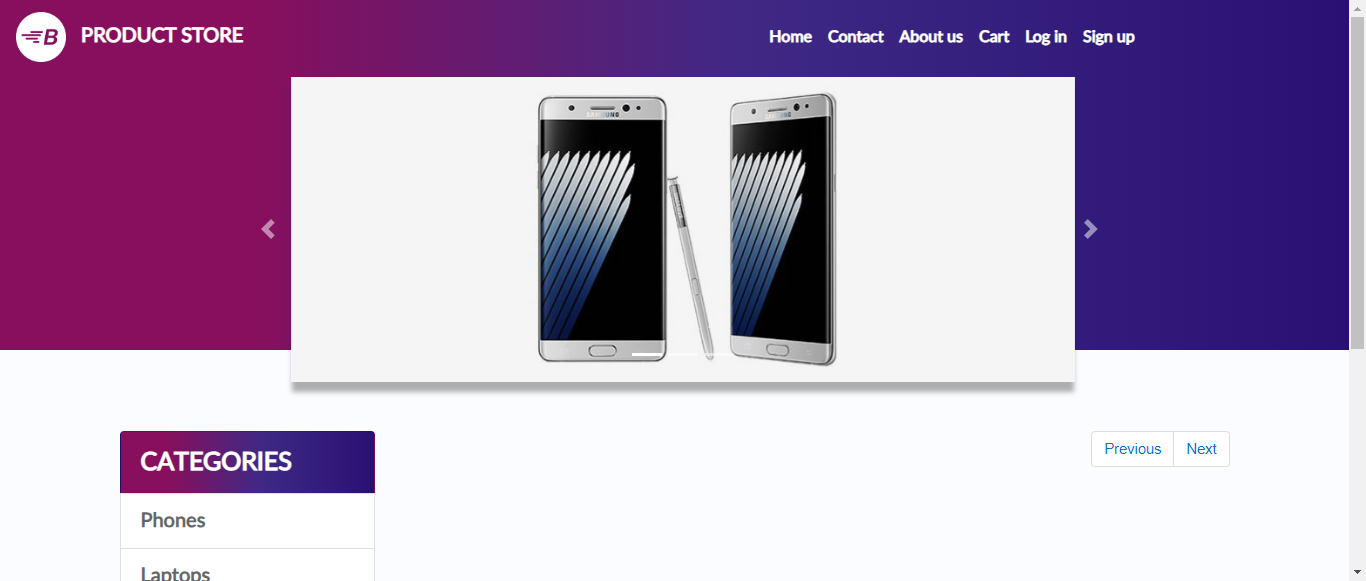 B PRODUCT STORE
Home Contact About us Cart Log in Sign up
SAMSUNG SAMSUNG
CATEGORIES
Previous Next
Phones
Laptops